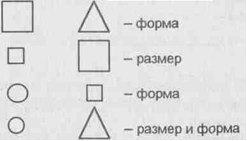 – форма
– размер
– форма
– размер и форма